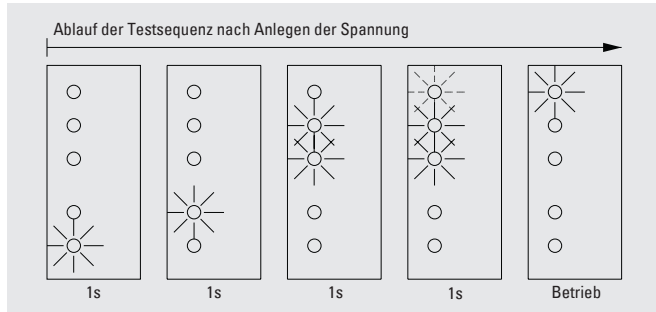 Ablauf der Testsequenz nach Anlegen der Spannung
1s
1s
1s
1s
Betrieb